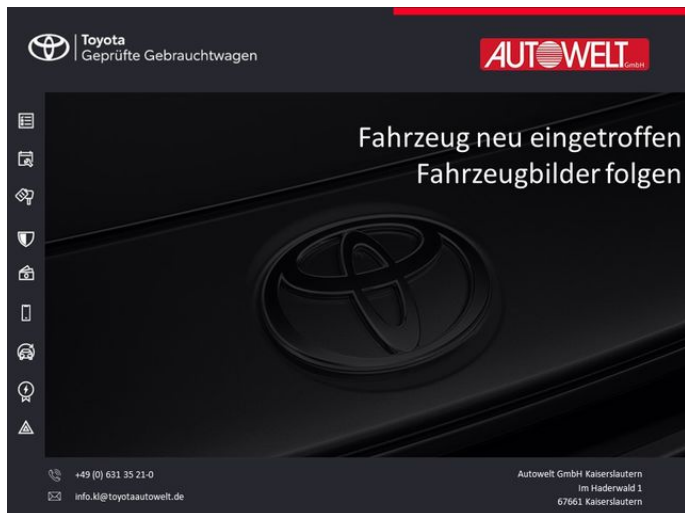 Toyota
Geprüfte Gebrauchtwagen
AUTOWELT GmbH
Fahrzeug neu eingetroffen
Fahrzeugbilder folgen
+49 (0) 631 35 21-0
info.kl@toyotaautowelt.de
Autowelt GmbH Kaiserslautern
Im Haderwald 1
67661 Kaiserslautern